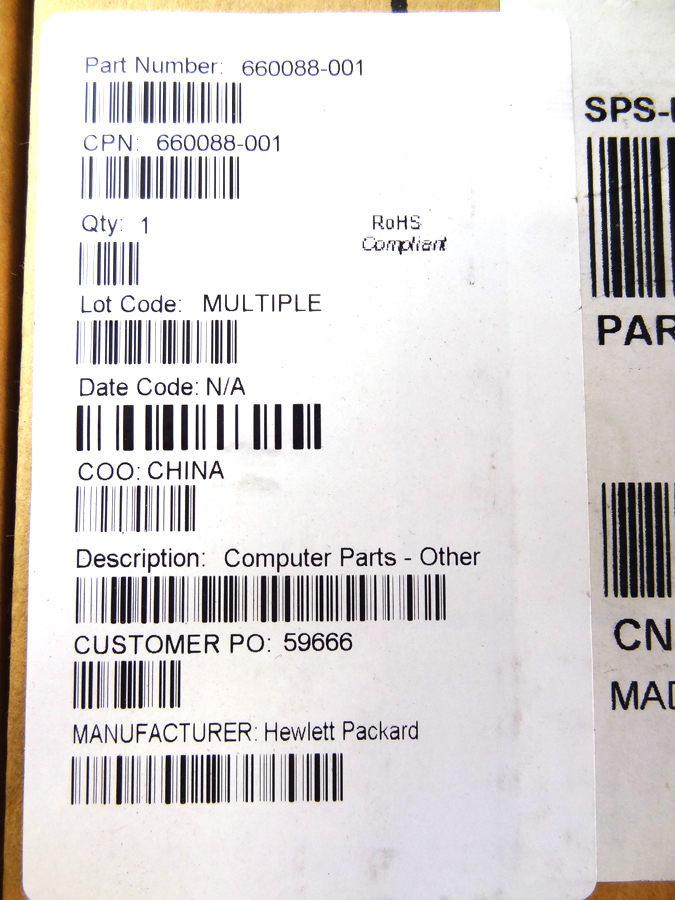 Part Number: 660088-001
CPN: 660088-001
Qty: 1
RoHS
Compliant
Lot Code: MULTIPLE
Date Code: N/A
COO: CHINA
Description: Computer Parts - Other
CUSTOMER PO: 59666
MANUFACTURER: Hewlett Packard
SPS-
PAR
CN
MAD